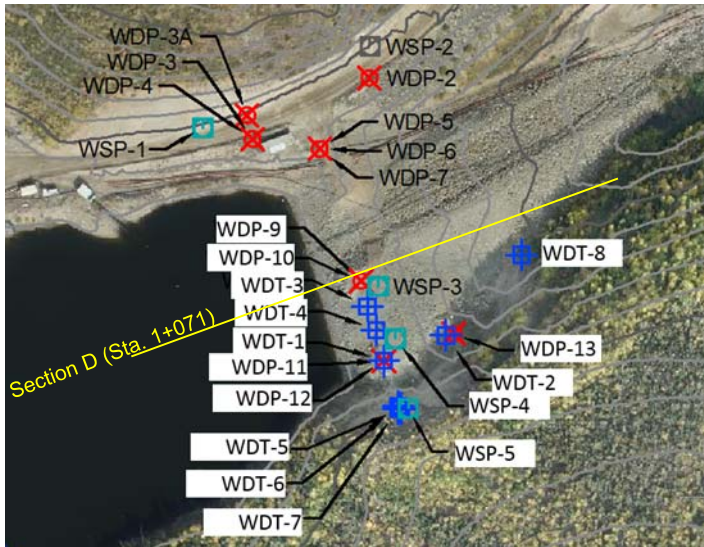 WDP-3A
WDP-3
WDP-4
WSP-1
WSP-2
WDP-2
WDP-5
WDP-6
WDP-7
WDP-9
WDP-10
WDT-3
WSP-3
WDT-4
WDT-1
WDP-11
WDP-12
WDT-8
WDP-13
WDT-2
WSP-4
WSP-5
WDT-5
WDT-6
WDT-7
Section D (Sta. 1+071)